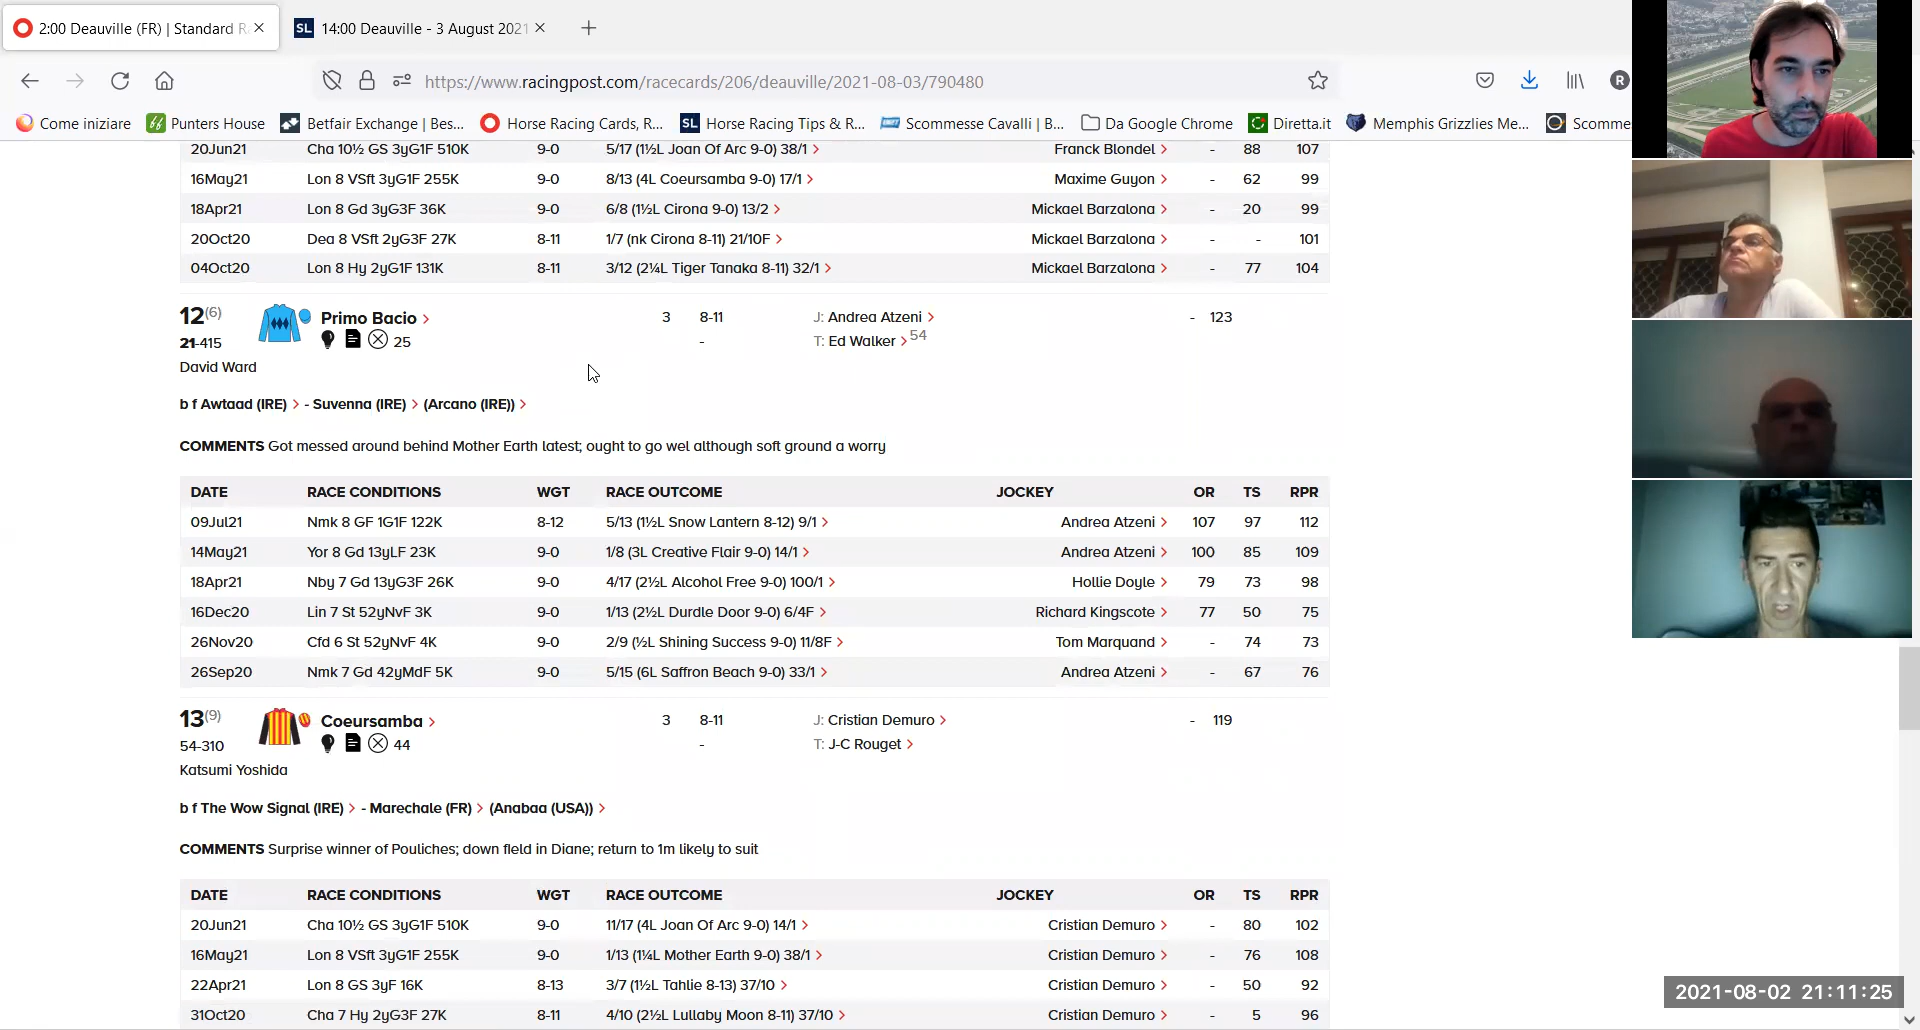 2:00 Deauville (FR) | Standard R
14:00 Deauville - 3 August 2021
https://www.racingpost.com/racecards/206/deauville/2021-08-03/790480
R
Come iniziare Punters House Betfair Exchange | Bes... Horse Racing Cards, R... Horse Racing Tips & R... Scommesse Cavalli | B... Da Google Chrome Diretta.it Memphis Grizzlies Me... Scomme
20Jun21 Cha 10½ GS 3yG1F 510K 9-0 5/17 (1½L Joan Of Arc 9-0) 38/1 Franck Blondel - 88 107
16May21 Lon 8 VSft 3yG1F 255K 9-0 8/13 (4L Coeursamba 9-0) 17/1 Maxime Guyon - 62 99
18Apr21 Lon 8 Gd 3yG3F 36K 9-0 6/8 (1½L Cirona 9-0) 13/2 Mickael Barzalona - 20 99
20Oct20 Dea 8 VSft 2yG3F 27K 8-11 1/7 (nk Cirona 8-11) 21/10F Mickael Barzalona - - 101
04Oct20 Lon 8 Hy 2yG1F 131K 8-11 3/12 (2¼L Tiger Tanaka 8-11) 32/1 Mickael Barzalona - 77 104
12(6) Primo Bacio 3 8-11 J: Andrea Atzeni - 123
21-415 25 - T: Ed Walker 54
David Ward
b f Awtaad (IRE) - Suvenna (IRE) (Arcano (IRE))
COMMENTS Got messed around behind Mother Earth latest; ought to go wel although soft ground a worry
DATE RACE CONDITIONS WGT RACE OUTCOME JOCKEY OR TS RPR
09Jul21 Nmk 8 GF 1G1F 122K 8-12 5/13 (1½L Snow Lantern 8-12) 9/1 Andrea Atzeni 107 97 112
14May21 Yor 8 Gd 13yLF 23K 9-0 1/8 (3L Creative Flair 9-0) 14/1 Andrea Atzeni 100 85 109
18Apr21 Nby 7 Gd 13yG3F 26K 9-0 4/17 (2½L Alcohol Free 9-0) 100/1 Hollie Doyle 79 73 98
16Dec20 Lin 7 St 52yNvF 3K 9-0 1/13 (2½L Durdle Door 9-0) 6/4F Richard Kingscote 77 50 75
26Nov20 Cfd 6 St 52yNvF 4K 9-0 2/9 (½L Shining Success 9-0) 11/8F Tom Marquand - 74 73
26Sep20 Nmk 7 Gd 42yMdF 5K 9-0 5/15 (6L Saffron Beach 9-0) 33/1 Andrea Atzeni - 67 76
13(9) Coeursamba 3 8-11 J: Cristian Demuro - 119
54-310 44 - T: J-C Rouget
Katsumi Yoshida
b f The Wow Signal (IRE) - Marechale (FR) (Anabaa (USA))
COMMENTS Surprise winner of Pouliches; down field in Diane; return to 1m likely to suit
DATE RACE CONDITIONS WGT RACE OUTCOME JOCKEY OR TS RPR
20Jun21 Cha 10½ GS 3yG1F 510K 9-0 11/17 (4L Joan Of Arc 9-0) 14/1 Cristian Demuro - 80 102
16May21 Lon 8 VSft 3yG1F 255K 9-0 1/13 (1¼L Mother Earth 9-0) 38/1 Cristian Demuro - 76 108
22Apr21 Lon 8 GS 3yF 16K 8-13 3/7 (1½L Tahlie 8-13) 37/10 Cristian Demuro - 50 92
31Oct20 Cha 7 Hy 2yG3F 27K 8-11 4/10 (2½L Lullaby Moon 8-11) 37/10 Cristian Demuro - 5 96
2021-08-02 21:11:25